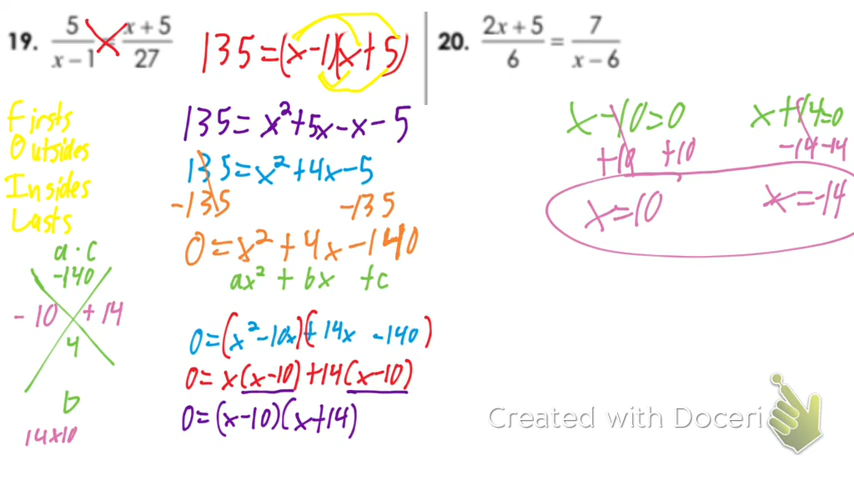 19. 5/(x − 1) = (x + 5)/27
135 = (x − 1)(x + 5)
135 = x² + 5x − x − 5
135 = x² + 4x − 5
−135 −135
0 = x² + 4x − 140
ax² + bx + c
0 = (x² − 10x)(+ 14x − 140)
0 = x(x − 10) + 14(x − 10)
0 = (x − 10)(x + 14)
Firsts
Outsides
Insides
Lasts
a · c
−140
− 10 + 14
4
b
14x10
20. (2x + 5)/6 = 7/(x − 6)
x − 10 = 0 x + 14 = 0
+10 +10 −14 −14
x = 10 x = −14
Created with Doceri